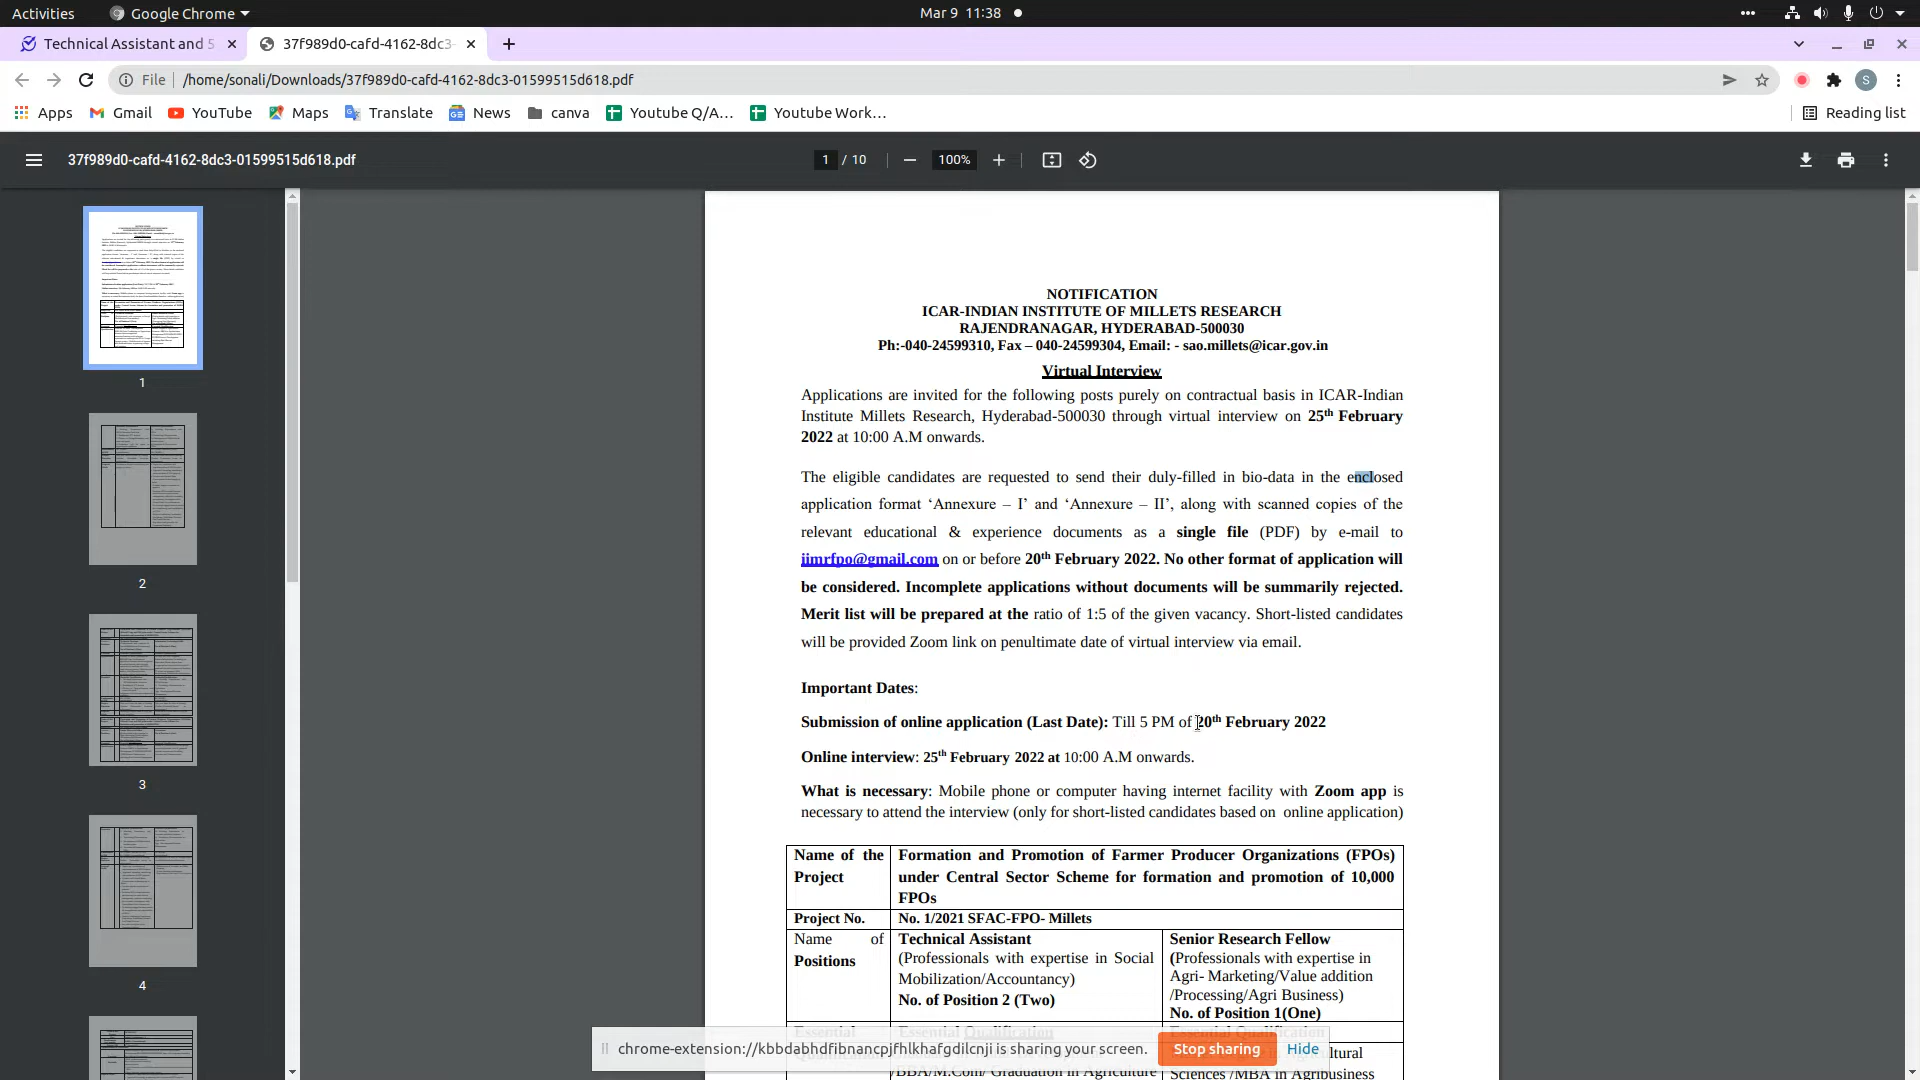 Activities Google Chrome Mar 9 11:38
Technical Assistant and 5 37f989d0-cafd-4162-8dc3-
File /home/sonali/Downloads/37f989d0-cafd-4162-8dc3-01599515d618.pdf S
Apps Gmail YouTube Maps Translate News canva Youtube Q/A... Youtube Work... Reading list
37f989d0-cafd-4162-8dc3-01599515d618.pdf 1 / 10 100%
1
2
3
4
NOTIFICATION
ICAR-INDIAN INSTITUTE OF MILLETS RESEARCH
RAJENDRANAGAR, HYDERABAD-500030
Ph:-040-24599310, Fax – 040-24599304, Email: - sao.millets@icar.gov.in
Virtual Interview
Applications are invited for the following posts purely on contractual basis in ICAR-Indian
Institute Millets Research, Hyderabad-500030 through virtual interview on 25th February
2022 at 10:00 A.M onwards.
The eligible candidates are requested to send their duly-filled in bio-data in the enclosed
application format ‘Annexure – I’ and ‘Annexure – II’, along with scanned copies of the
relevant educational & experience documents as a single file (PDF) by e-mail to
iimrfpo@gmail.com on or before 20th February 2022. No other format of application will
be considered. Incomplete applications without documents will be summarily rejected.
Merit list will be prepared at the ratio of 1:5 of the given vacancy. Short-listed candidates
will be provided Zoom link on penultimate date of virtual interview via email.
Important Dates:
Submission of online application (Last Date): Till 5 PM of 20th February 2022
Online interview: 25th February 2022 at 10:00 A.M onwards.
What is necessary: Mobile phone or computer having internet facility with Zoom app is
necessary to attend the interview (only for short-listed candidates based on online application)
Name of the Project
Formation and Promotion of Farmer Producer Organizations (FPOs)
under Central Sector Scheme for formation and promotion of 10,000
FPOs
Project No. No. 1/2021 SFAC-FPO- Millets
Name of Positions
Technical Assistant
(Professionals with expertise in Social
Mobilization/Accountancy)
No. of Position 2 (Two)
Senior Research Fellow
(Professionals with expertise in
Agri- Marketing/Value addition
/Processing/Agri Business)
No. of Position 1(One)
Essential Essential Qualification Essential Qualification
chrome-extension://kbbdabhdfibnancpjfhlkhafgdilcnji is sharing your screen. Stop sharing Hide
BBA/M.Com/ Graduation in Agriculture
Sciences /MBA in Agribusiness